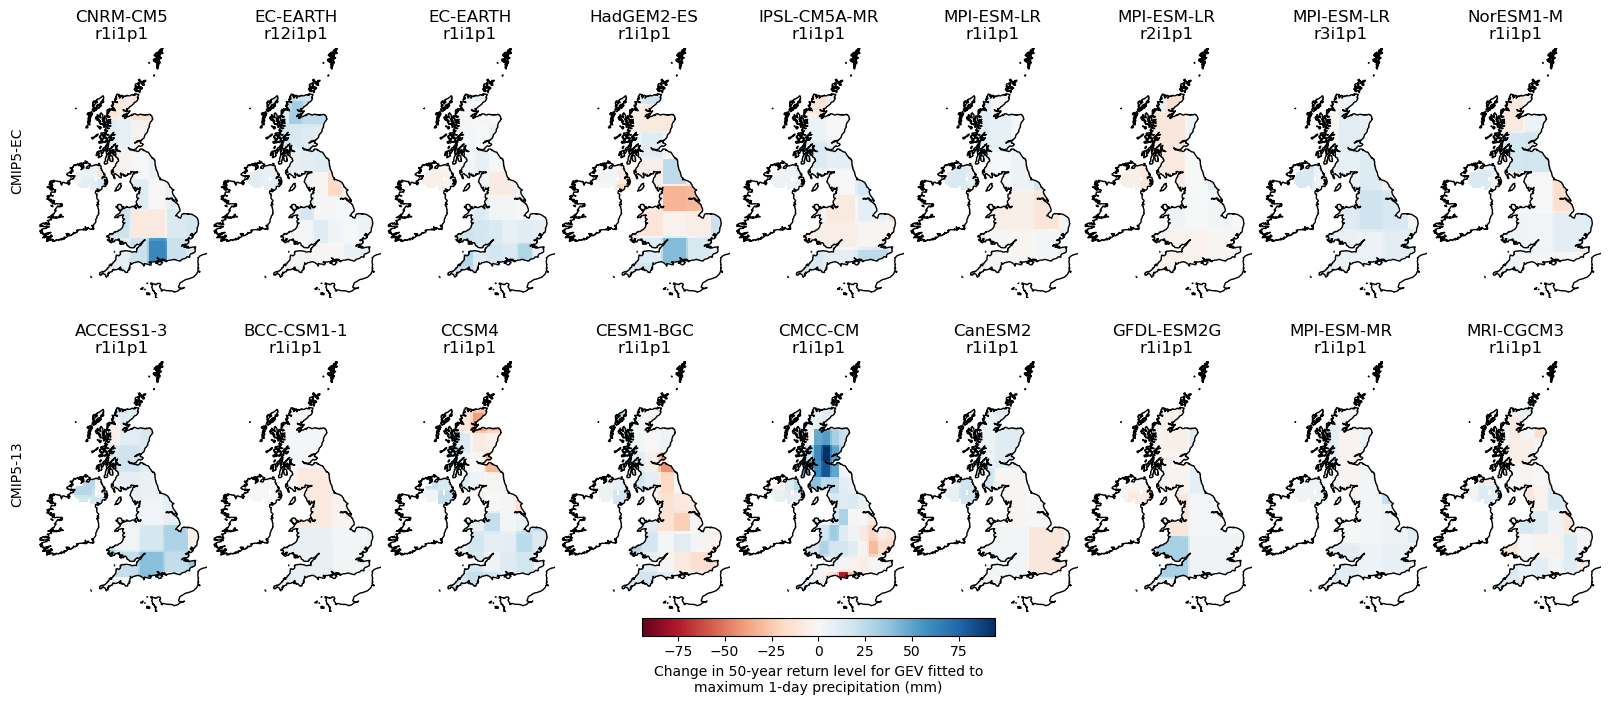 CNRM-CM5
r1i1p1
EC-EARTH
r12i1p1
EC-EARTH
r1i1p1
HadGEM2-ES
r1i1p1
IPSL-CM5A-MR
r1i1p1
MPI-ESM-LR
r1i1p1
MPI-ESM-LR
r2i1p1
MPI-ESM-LR
r3i1p1
NorESM1-M
r1i1p1
CMIP5-EC
ACCESS1-3
r1i1p1
BCC-CSM1-1
r1i1p1
CCSM4
r1i1p1
CESM1-BGC
r1i1p1
CMCC-CM
r1i1p1
CanESM2
r1i1p1
GFDL-ESM2G
r1i1p1
MPI-ESM-MR
r1i1p1
MRI-CGCM3
r1i1p1
CMIP5-13
−75 −50 −25 0 25 50 75
Change in 50-year return level for GEV fitted to
maximum 1-day precipitation (mm)